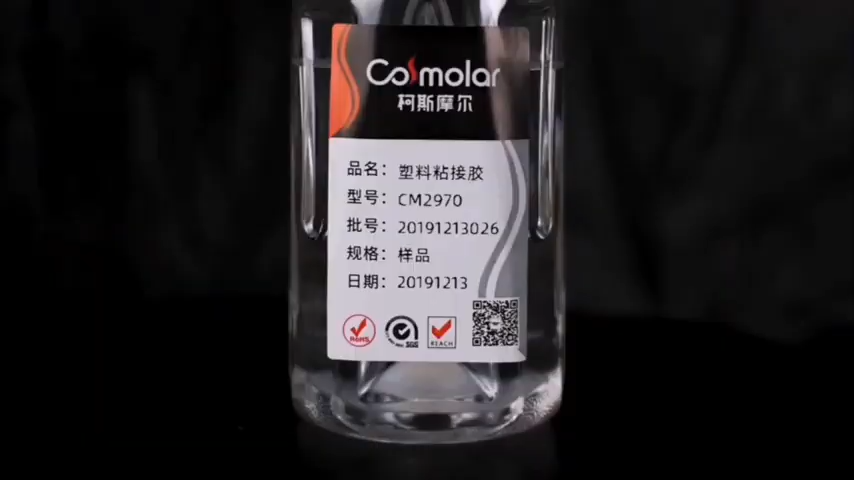 Cosmolar
柯斯摩尔
品名：塑料粘接胶
型号：CM2970
批号：20191213026
规格：样品
日期：20191213
RoHS
SGS
REACH